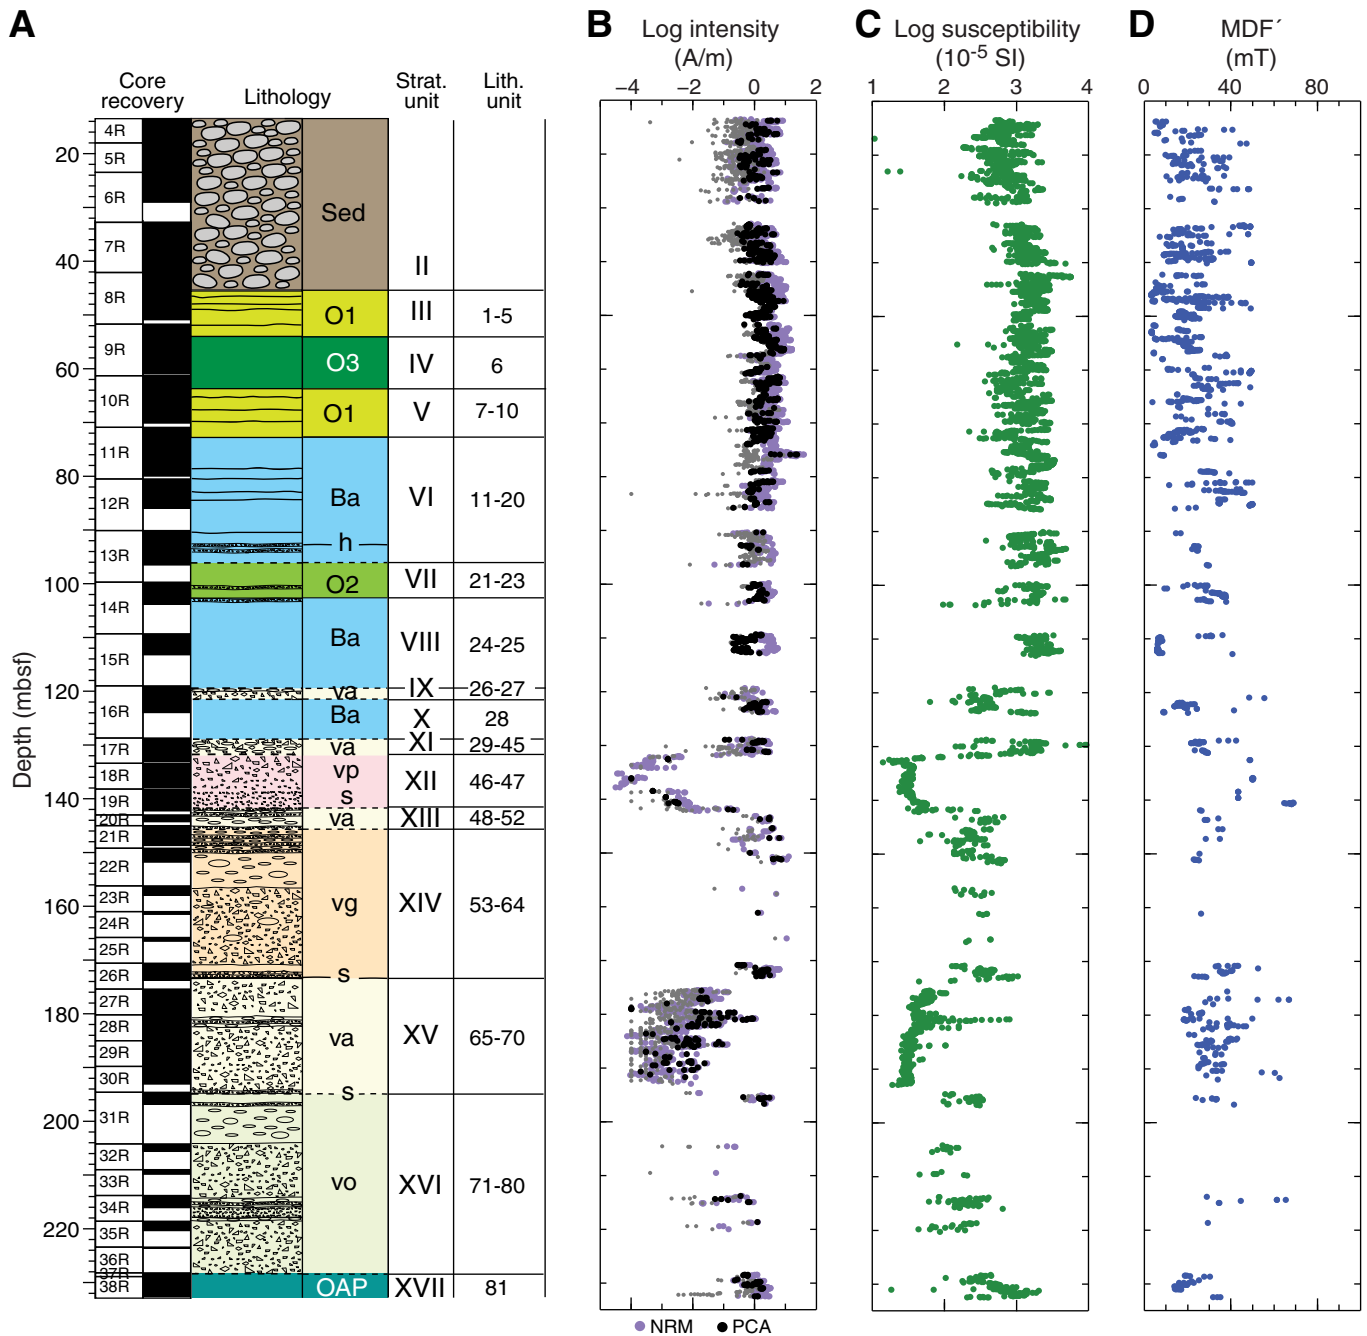 A
B
C
D
Log intensity
(A/m)
Log susceptibility
(10⁻⁵ SI)
MDF´
(mT)
Core
recovery
Lithology
Strat.
unit
Lith.
unit
−4 −2 0 2
1 2 3 4
0 40 80
Depth (mbsf)
20
40
60
80
100
120
140
160
180
200
220
4R
5R
6R
7R
8R
9R
10R
11R
12R
13R
14R
15R
16R
17R
18R
19R
20R
21R
22R
23R
24R
25R
26R
27R
28R
29R
30R
31R
32R
33R
34R
35R
36R
37R
38R
Sed II
O1 III 1-5
O3 IV 6
O1 V 7-10
Ba VI 11-20
h
O2 VII 21-23
Ba VIII 24-25
va IX 26-27
Ba X 28
va XI 29-45
vp XII 46-47
s
va XIII 48-52
vg XIV 53-64
s
va XV 65-70
s
vo XVI 71-80
OAP XVII 81
NRM PCA